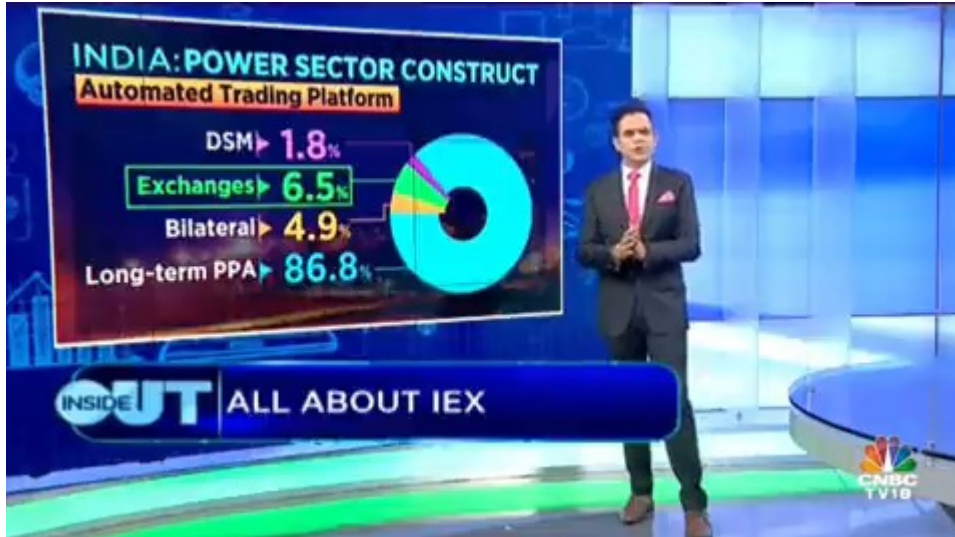 INDIA: POWER SECTOR CONSTRUCT
Automated Trading Platform
DSM 1.8%
Exchanges 6.5%
Bilateral 4.9%
Long-term PPA 86.8%
INSIDE OUT ALL ABOUT IEX
CNBC
TV18